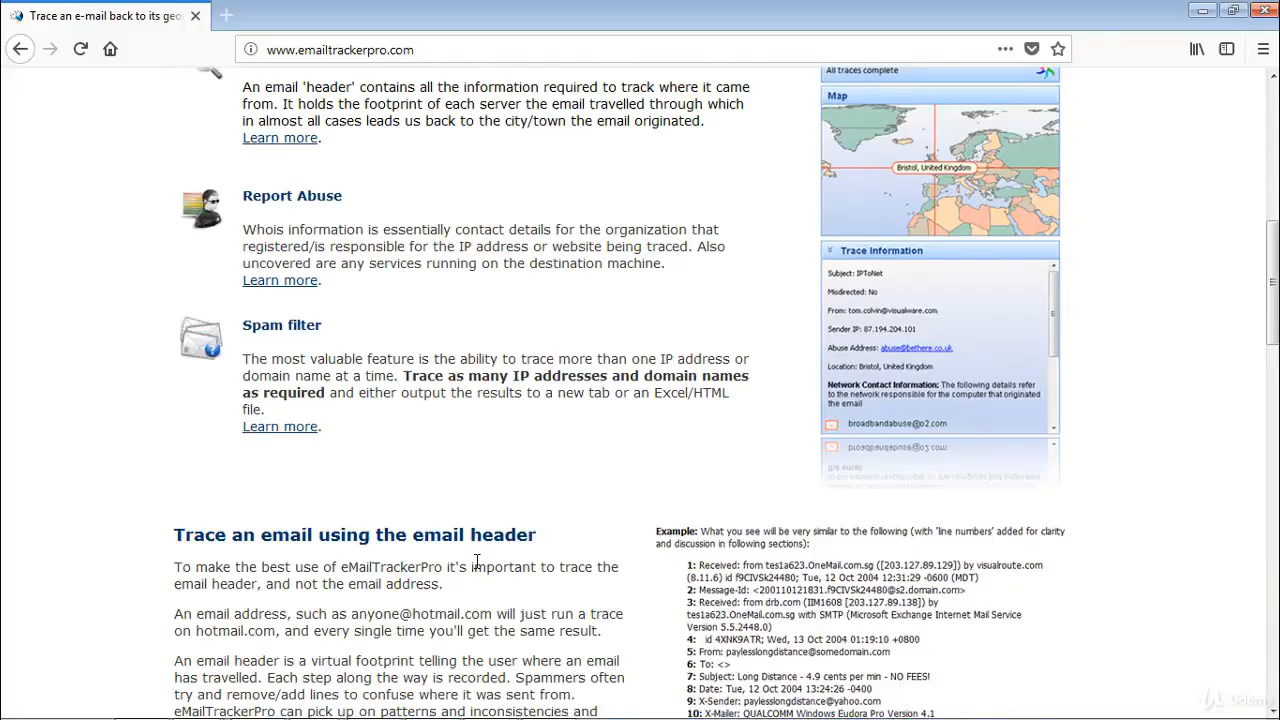 Trace an e-mail back to its geo
www.emailtrackerpro.com
An email 'header' contains all the information required to track where it came
from. It holds the footprint of each server the email travelled through which
in almost all cases leads us back to the city/town the email originated.
Learn more.
Report Abuse
Whois information is essentially contact details for the organization that
registered/is responsible for the IP address or website being traced. Also
uncovered are any services running on the destination machine.
Learn more.
Spam filter
The most valuable feature is the ability to trace more than one IP address or
domain name at a time. Trace as many IP addresses and domain names
as required and either output the results to a new tab or an Excel/HTML
file.
Learn more.
All traces complete
Map
Bristol, United Kingdom
Trace Information
Subject: IPToNet
Misdirected: No
From: tom.colvin@visualware.com
Sender IP: 87.194.204.101
Abuse Address: abuse@bethere.co.uk
Location: Bristol, United Kingdom
Network Contact Information: The following details refer
to the network responsible for the computer that originated
the email
broadbandabuse@o2.com
Trace an email using the email header
To make the best use of eMailTrackerPro it's important to trace the
email header, and not the email address.
An email address, such as anyone@hotmail.com will just run a trace
on hotmail.com, and every single time you'll get the same result.
An email header is a virtual footprint telling the user where an email
has travelled. Each step along the way is recorded. Spammers often
try and remove/add lines to confuse where it was sent from.
eMailTrackerPro can pick up on patterns and inconsistencies and
Example: What you see will be very similar to the following (with 'line numbers' added for clarity
and discussion in following sections):
1: Received: from tes1a623.OneMail.com.sg ([203.127.89.129]) by visualroute.com
(8.11.6) id f9CIVSk24480; Tue, 12 Oct 2004 12:31:29 -0600 (MDT)
2: Message-Id: <200110121831.f9CIVSk24480@s2.domain.com>
3: Received: from drb.com (IIM1608 [203.127.89.138]) by
tes1a623.OneMail.com.sg with SMTP (Microsoft Exchange Internet Mail Service
Version 5.5.2448.0)
4: id 4XNK9ATR; Wed, 13 Oct 2004 01:19:10 +0800
5: From: paylesslongdistance@somedomain.com
6: To: <>
7: Subject: Long Distance - 4.9 cents per min - NO FEES!
8: Date: Tue, 12 Oct 2004 13:24:26 -0400
9: X-Sender: paylesslongdistance@yahoo.com
10: X-Mailer: QUALCOMM Windows Eudora Pro Version 4.1
Udemy